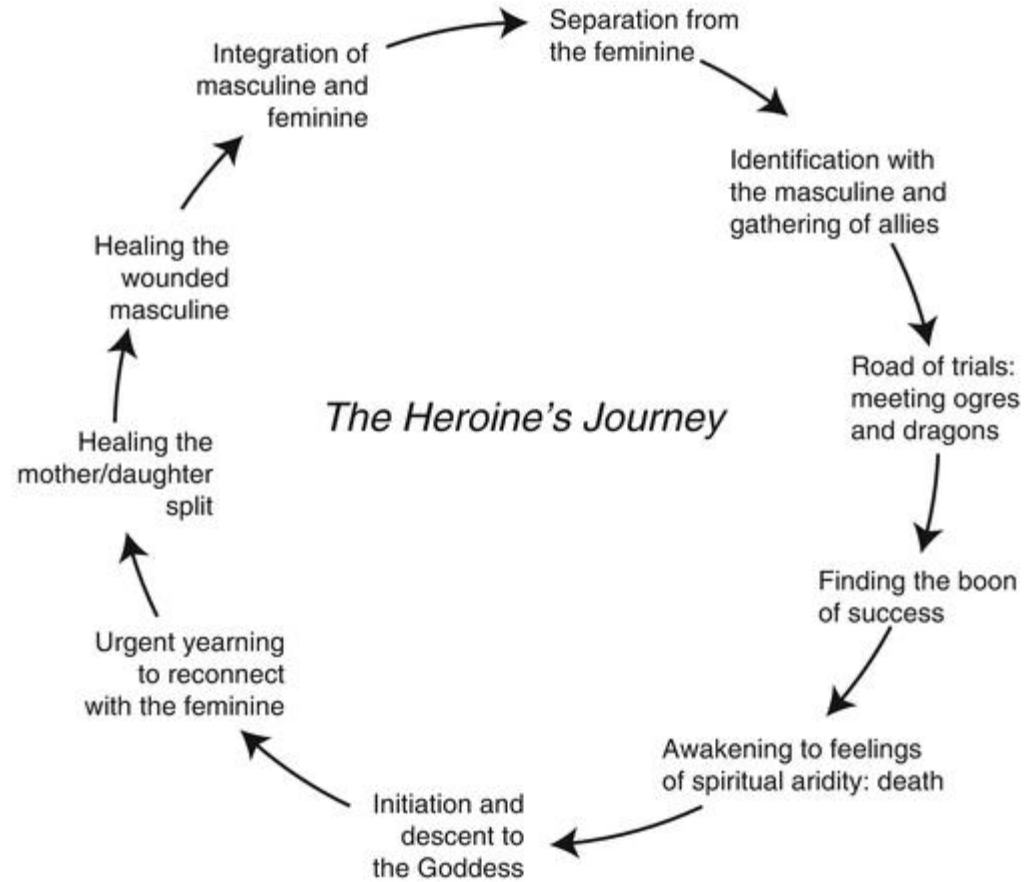 Separation from
the feminine
Identification with
the masculine and
gathering of allies
Road of trials:
meeting ogres
and dragons
Finding the boon
of success
Awakening to feelings
of spiritual aridity: death
Initiation and
descent to
the Goddess
Urgent yearning
to reconnect
with the feminine
Healing the
mother/daughter
split
Healing the
wounded
masculine
Integration of
masculine and
feminine
The Heroine's Journey